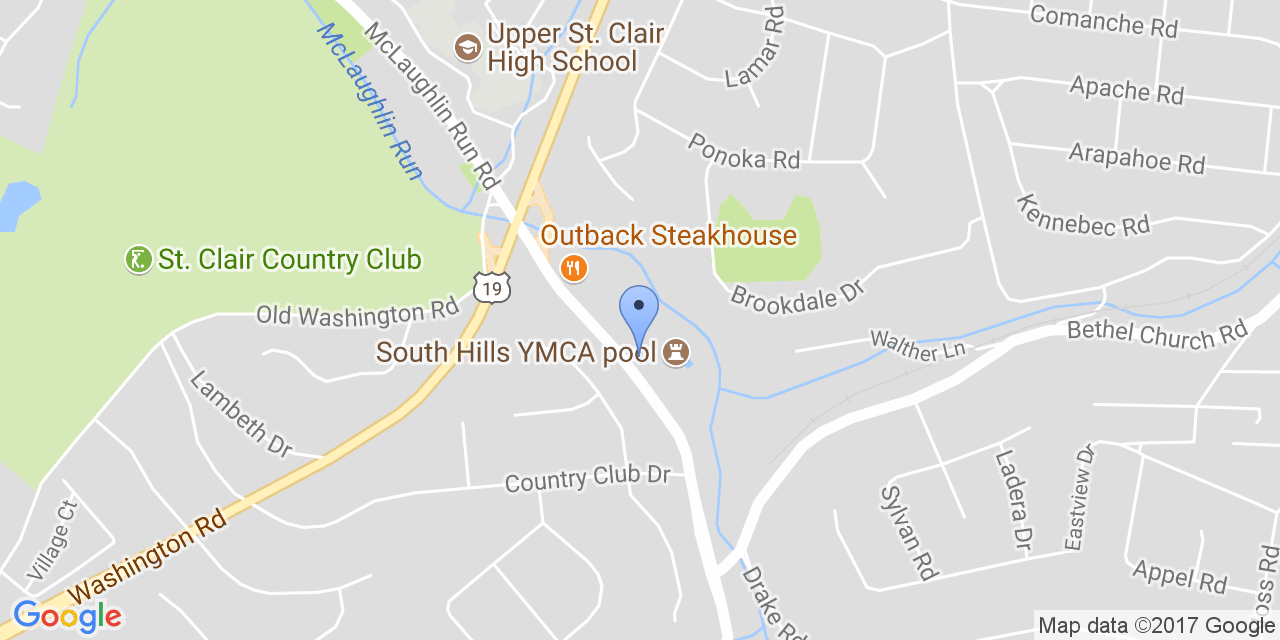 Comanche Rd
Upper St. Clair
High School
Lamar Rd
Apache Rd
McLaughlin Run
McLaughlin Run Rd
Ponoka Rd
Arapahoe Rd
Kennebec Rd
Outback Steakhouse
St. Clair Country Club
19
Old Washington Rd
Brookdale Dr
Walther Ln
Bethel Church Rd
South Hills YMCA pool
Lambeth Dr
Country Club Dr
Village Ct
Washington Rd
Sylvan Rd
Ladera Dr
Eastview Dr
Appel Rd
oss Rd
Drake Rd
Google
Map data ©2017 Google